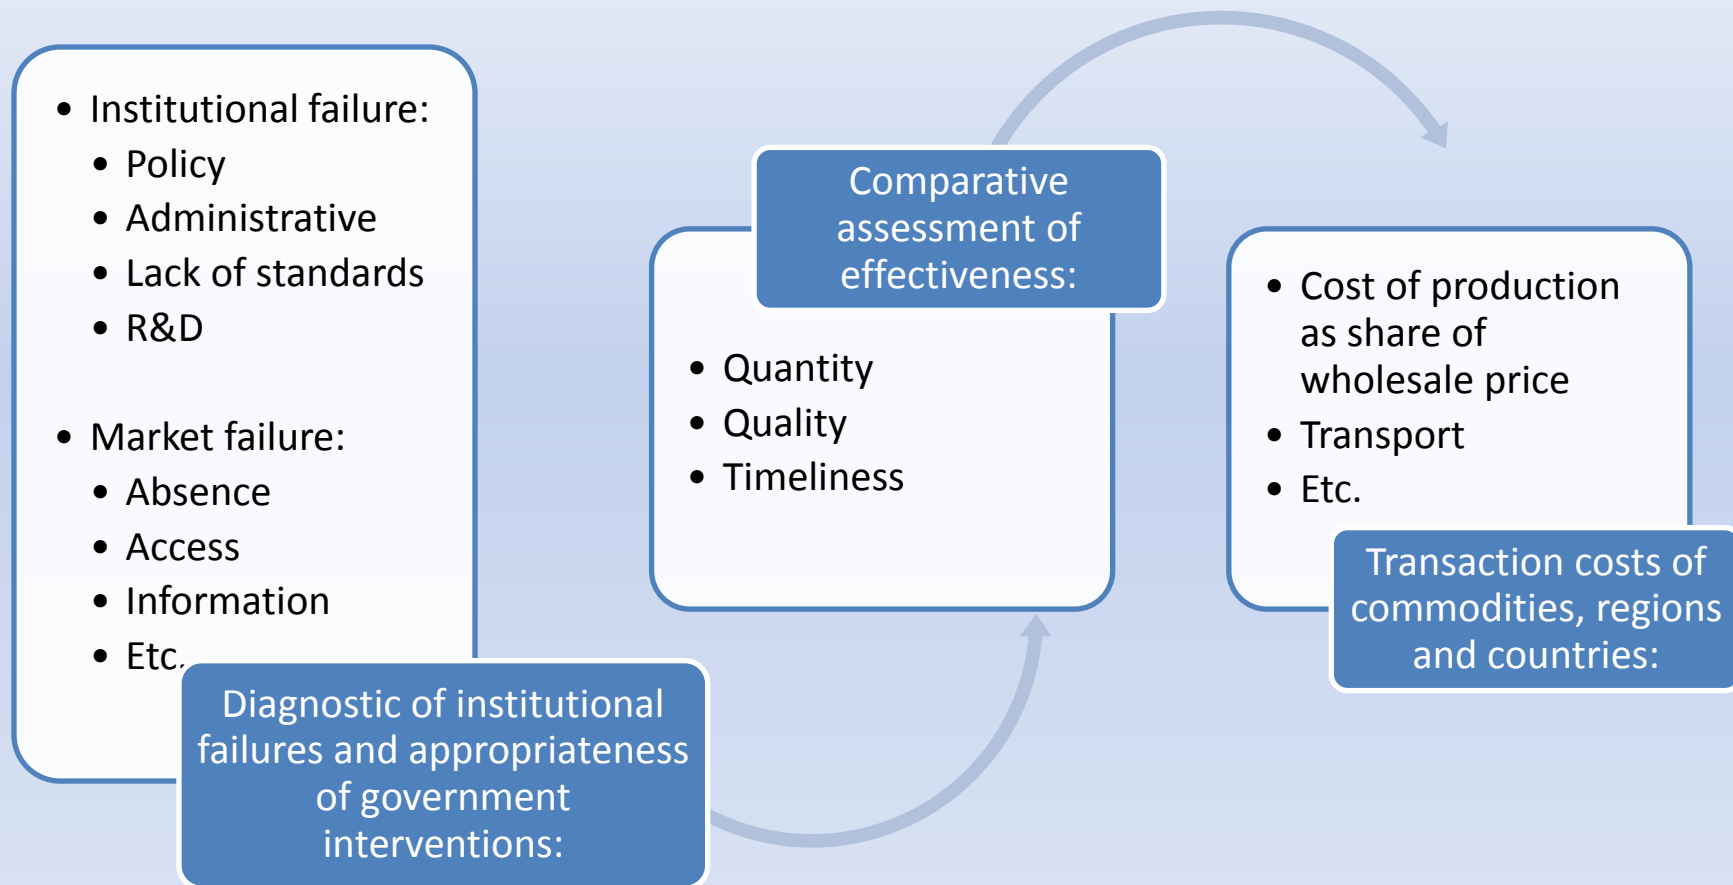 • Institutional failure:
• Policy
• Administrative
• Lack of standards
• R&D
• Market failure:
• Absence
• Access
• Information
• Etc.
Diagnostic of institutional
failures and appropriateness
of government
interventions:
Comparative
assessment of
effectiveness:
• Quantity
• Quality
• Timeliness
• Cost of production
as share of
wholesale price
• Transport
• Etc.
Transaction costs of
commodities, regions
and countries: